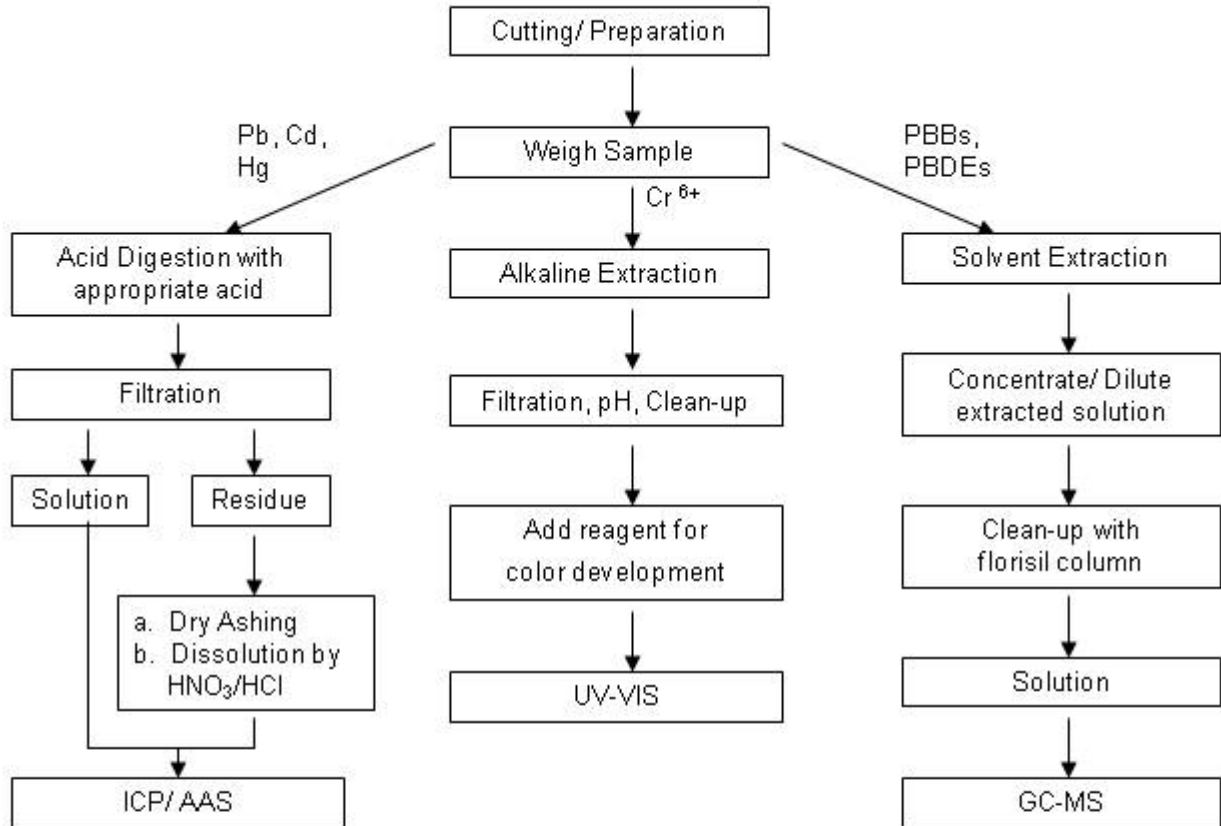 Cutting/ Preparation
Pb, Cd,
Hg
Weigh Sample
PBBs,
PBDEs
Cr 6+
Acid Digestion with
appropriate acid
Alkaline Extraction
Solvent Extraction
Filtration
Filtration, pH, Clean-up
Concentrate/ Dilute
extracted solution
Solution
Residue
Add reagent for
color development
Clean-up with
florisil column
a. Dry Ashing
b. Dissolution by
HNO3/HCl
UV-VIS
Solution
ICP/ AAS
GC-MS